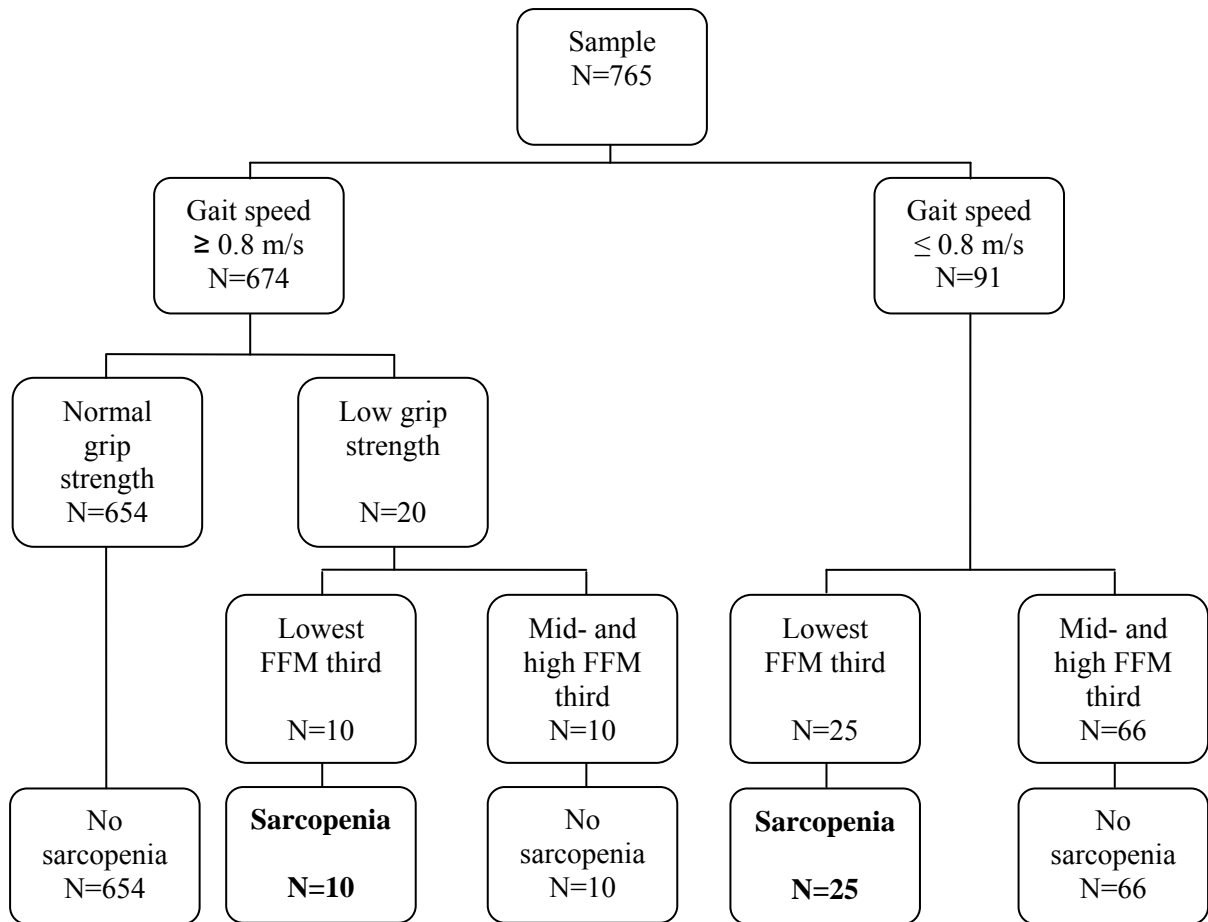 Sample
N=765
Gait speed
≥ 0.8 m/s
N=674
Gait speed
≤ 0.8 m/s
N=91
Normal
grip
strength
N=654
Low grip
strength
N=20
Lowest
FFM third
N=10
Mid- and
high FFM
third
N=10
Lowest
FFM third
N=25
Mid- and
high FFM
third
N=66
No
sarcopenia
N=654
Sarcopenia
N=10
No
sarcopenia
N=10
Sarcopenia
N=25
No
sarcopenia
N=66